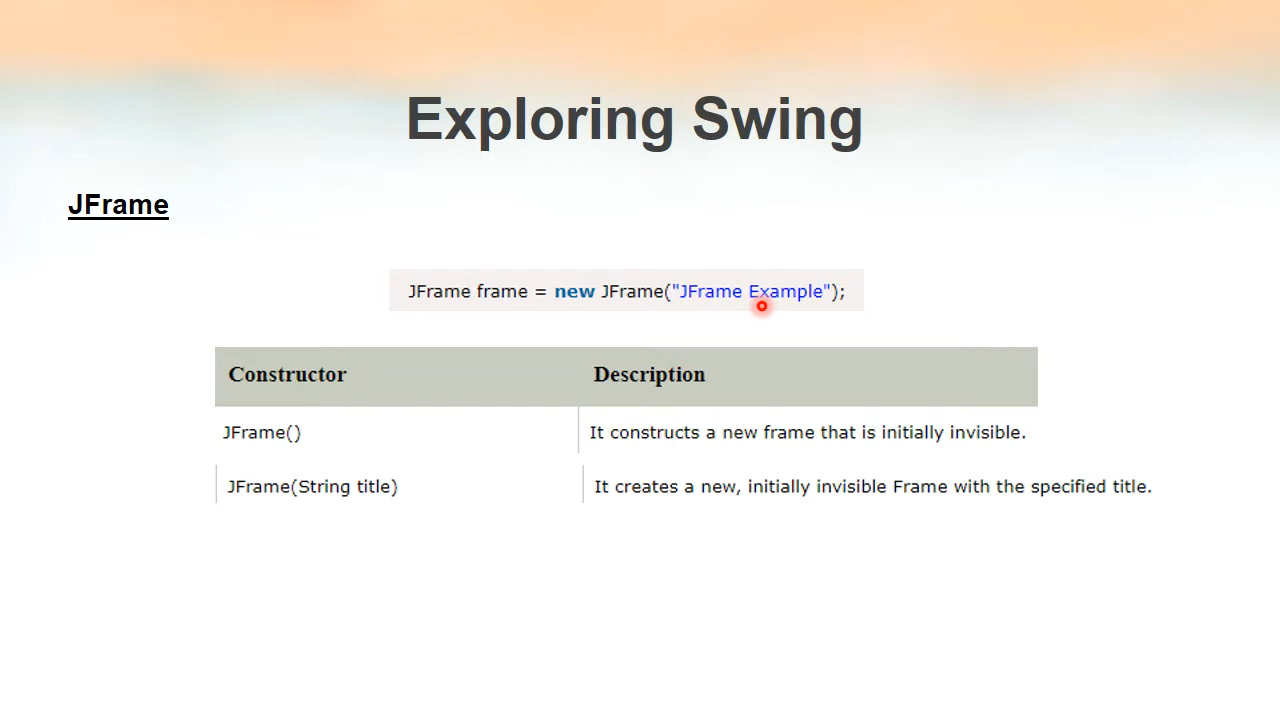 Exploring Swing
JFrame
JFrame frame = new JFrame("JFrame Example");
Constructor Description
JFrame() It constructs a new frame that is initially invisible.
JFrame(String title) It creates a new, initially invisible Frame with the specified title.